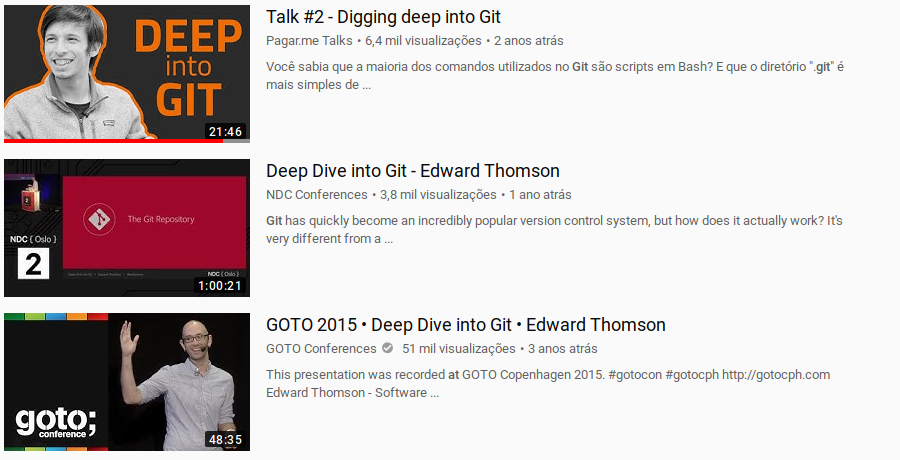 DEEP
into
GIT
21:46
Talk #2 - Digging deep into Git
Pagar.me Talks • 6,4 mil visualizações • 2 anos atrás
Você sabia que a maioria dos comandos utilizados no Git são scripts em Bash? E que o diretório ".git" é
mais simples de ...
The Git Repository
NDC { Oslo }
2
NDC { Oslo }
1:00:21
Deep Dive into Git - Edward Thomson
NDC Conferences • 3,8 mil visualizações • 1 ano atrás
Git has quickly become an incredibly popular version control system, but how does it actually work? It's
very different from a ...
goto;
conference
48:35
GOTO 2015 • Deep Dive into Git • Edward Thomson
GOTO Conferences 51 mil visualizações • 3 anos atrás
This presentation was recorded at GOTO Copenhagen 2015. #gotocon #gotocph http://gotocph.com
Edward Thomson - Software ...